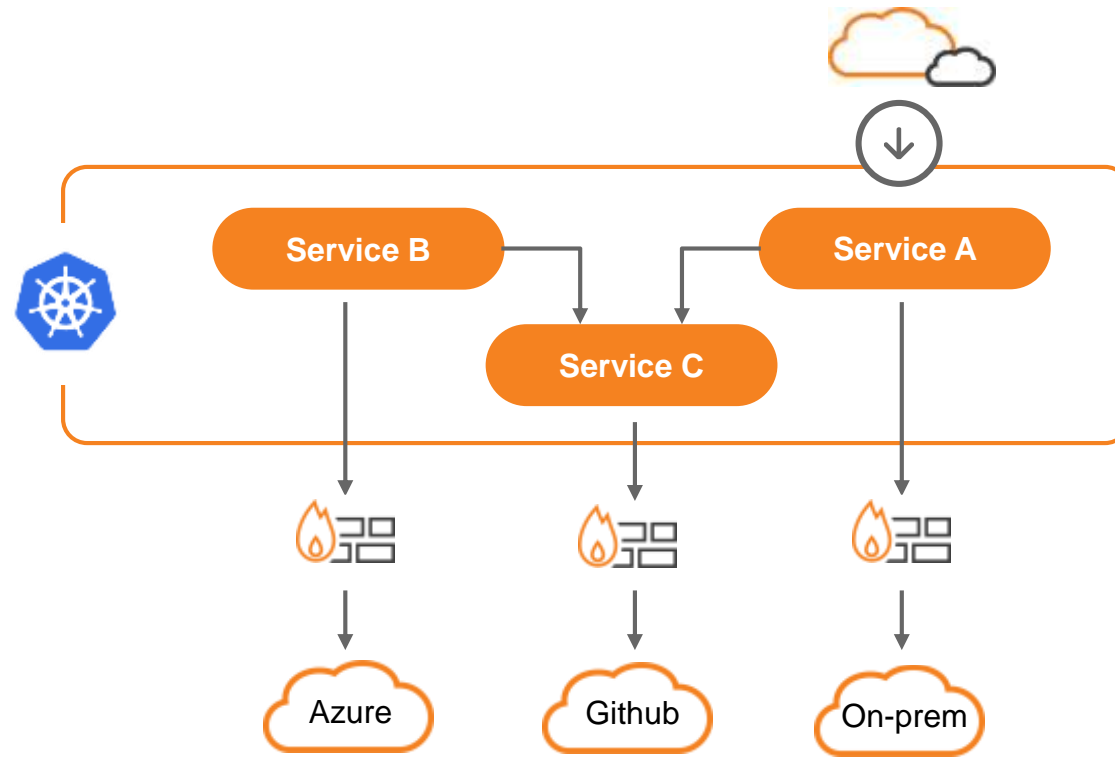 Service B
Service A
Service C
Azure
Github
On-prem